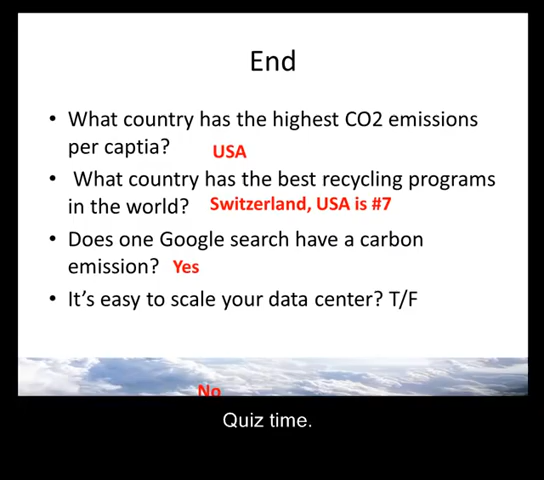 End
• What country has the highest CO2 emissions
per captia? USA
• What country has the best recycling programs
in the world? Switzerland, USA is #7
• Does one Google search have a carbon
emission? Yes
• It's easy to scale your data center? T/F
No
Quiz time.